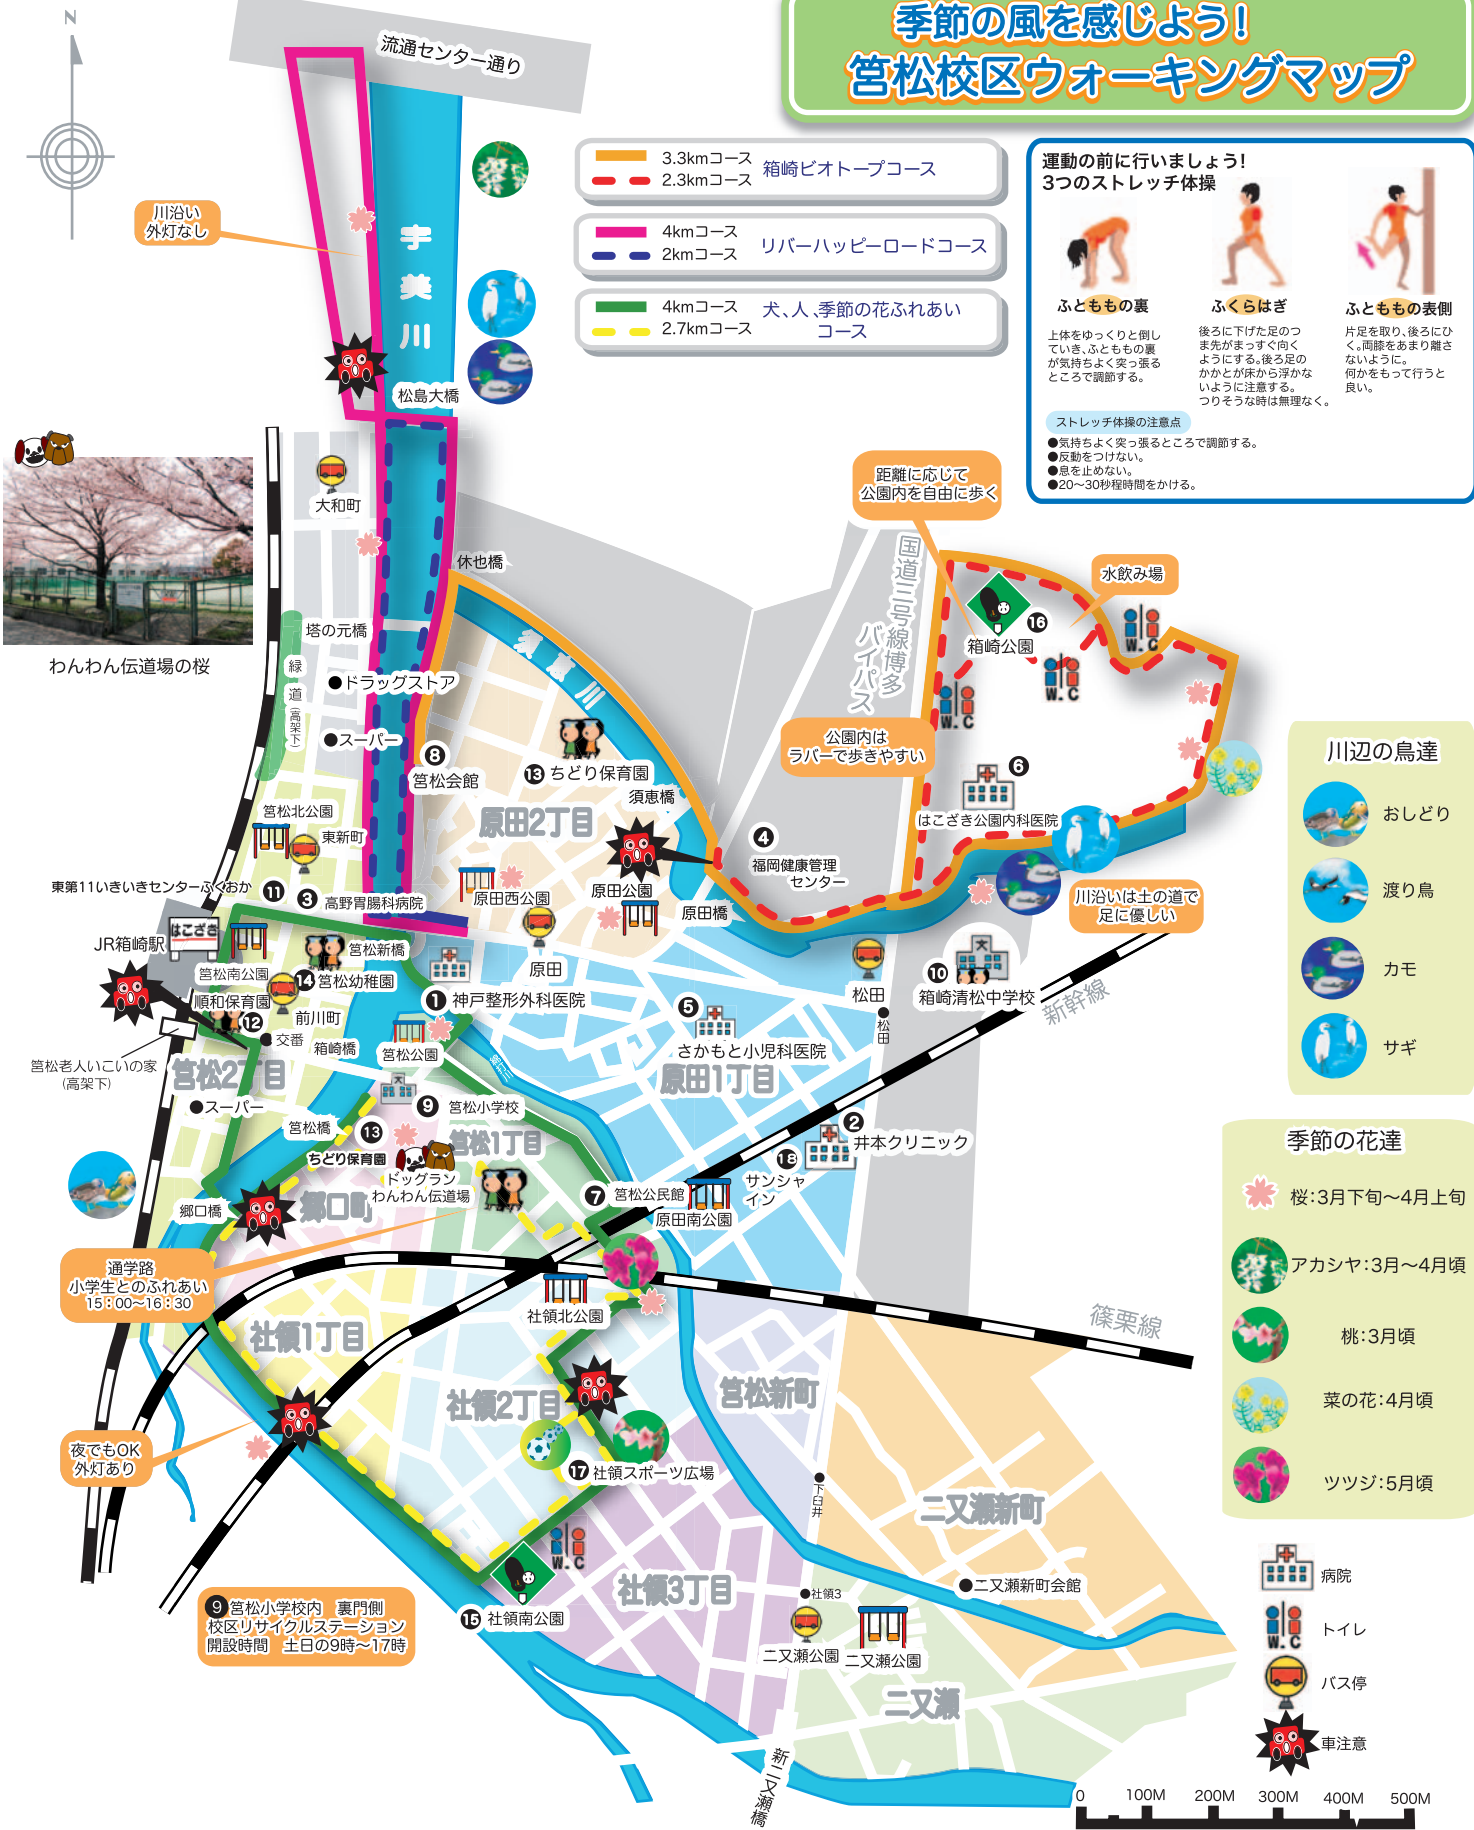 季節の風を感じよう!
筥松校区ウォーキングマップ
N
流通センター通り
3.3kmコース
2.3kmコース
箱崎ビオトープコース
4kmコース
2kmコース
リバーハッピーロードコース
4kmコース
2.7kmコース
犬、人、季節の花ふれあい
コース
運動の前に行いましょう!
3つのストレッチ体操
ふとももの裏
上体をゆっくりと倒し
ていき、ふとももの裏
が気持ちよく突っ張る
ところで調節する。
ふくらはぎ
後ろに下げた足のつ
ま先がまっすぐ向く
ようにする。後ろ足の
かかとが床から浮かな
いように注意する。
つりそうな時は無理なく。
ふとももの表側
片足を取り、後ろにひ
く。両膝をあまり離さ
ないように。
何かをもって行うと
良い。
ストレッチ体操の注意点
●気持ちよく突っ張るところで調節する。
●反動をつけない。
●息を止めない。
●20〜30秒程時間をかける。
川沿い
外灯なし
宇美川
松島大橋
大和町
わんわん伝道場の桜
休也橋
塔の元橋
緑道(高架下)
●ドラッグストア
●スーパー
須恵川
国道三号線博多バイパス
距離に応じて
公園内を自由に歩く
水飲み場
16
箱崎公園
W.C
W.C
W.C
公園内は
ラバーで歩きやすい
6
はこざき公園内科医院
8
筥松会館
13 ちどり保育園
須恵橋
原田2丁目
4
福岡健康管理
センター
筥松北公園
東新町
東第11いきいきセンターふくおか
11
3 高野胃腸科病院
原田西公園
原田公園
原田橋
川沿いは土の道で
足に優しい
JR箱崎駅
はこざき
筥松南公園
筥松新橋
14 筥松幼稚園
原田
順和保育園
12
前川町
交番
箱崎橋
1 神戸整形外科医院
筥松公園
5
さかもと小児科医院
原田1丁目
松田
●松田
10
箱崎清松中学校
新幹線
筥松老人いこいの家
(高架下)
筥松2丁目
●スーパー
9 筥松小学校
筥松橋
13
ちどり保育園
筥松1丁目
ドッグラン
わんわん伝道場
2
井本クリニック
18
サンシャ
イン
7 筥松公民館
原田南公園
郷口橋
郷口町
通学路
小学生とのふれあい
15:00〜16:30
社領北公園
篠栗線
社領1丁目
社領2丁目
筥松新町
17 社領スポーツ広場
夜でもOK
外灯あり
●下臼井
二又瀬新町
W.C
社領3丁目
●二又瀬新町会館
●社領3
15 社領南公園
二又瀬公園
二又瀬公園
二又瀬
9 筥松小学校内 裏門側
校区リサイクルステーション
開設時間 土日の9時〜17時
新二又瀬橋
川辺の鳥達
おしどり
渡り鳥
カモ
サギ
季節の花達
桜:3月下旬〜4月上旬
アカシヤ:3月〜4月頃
桃:3月頃
菜の花:4月頃
ツツジ:5月頃
病院
W.C
トイレ
バス停
車注意
0 100M 200M 300M 400M 500M